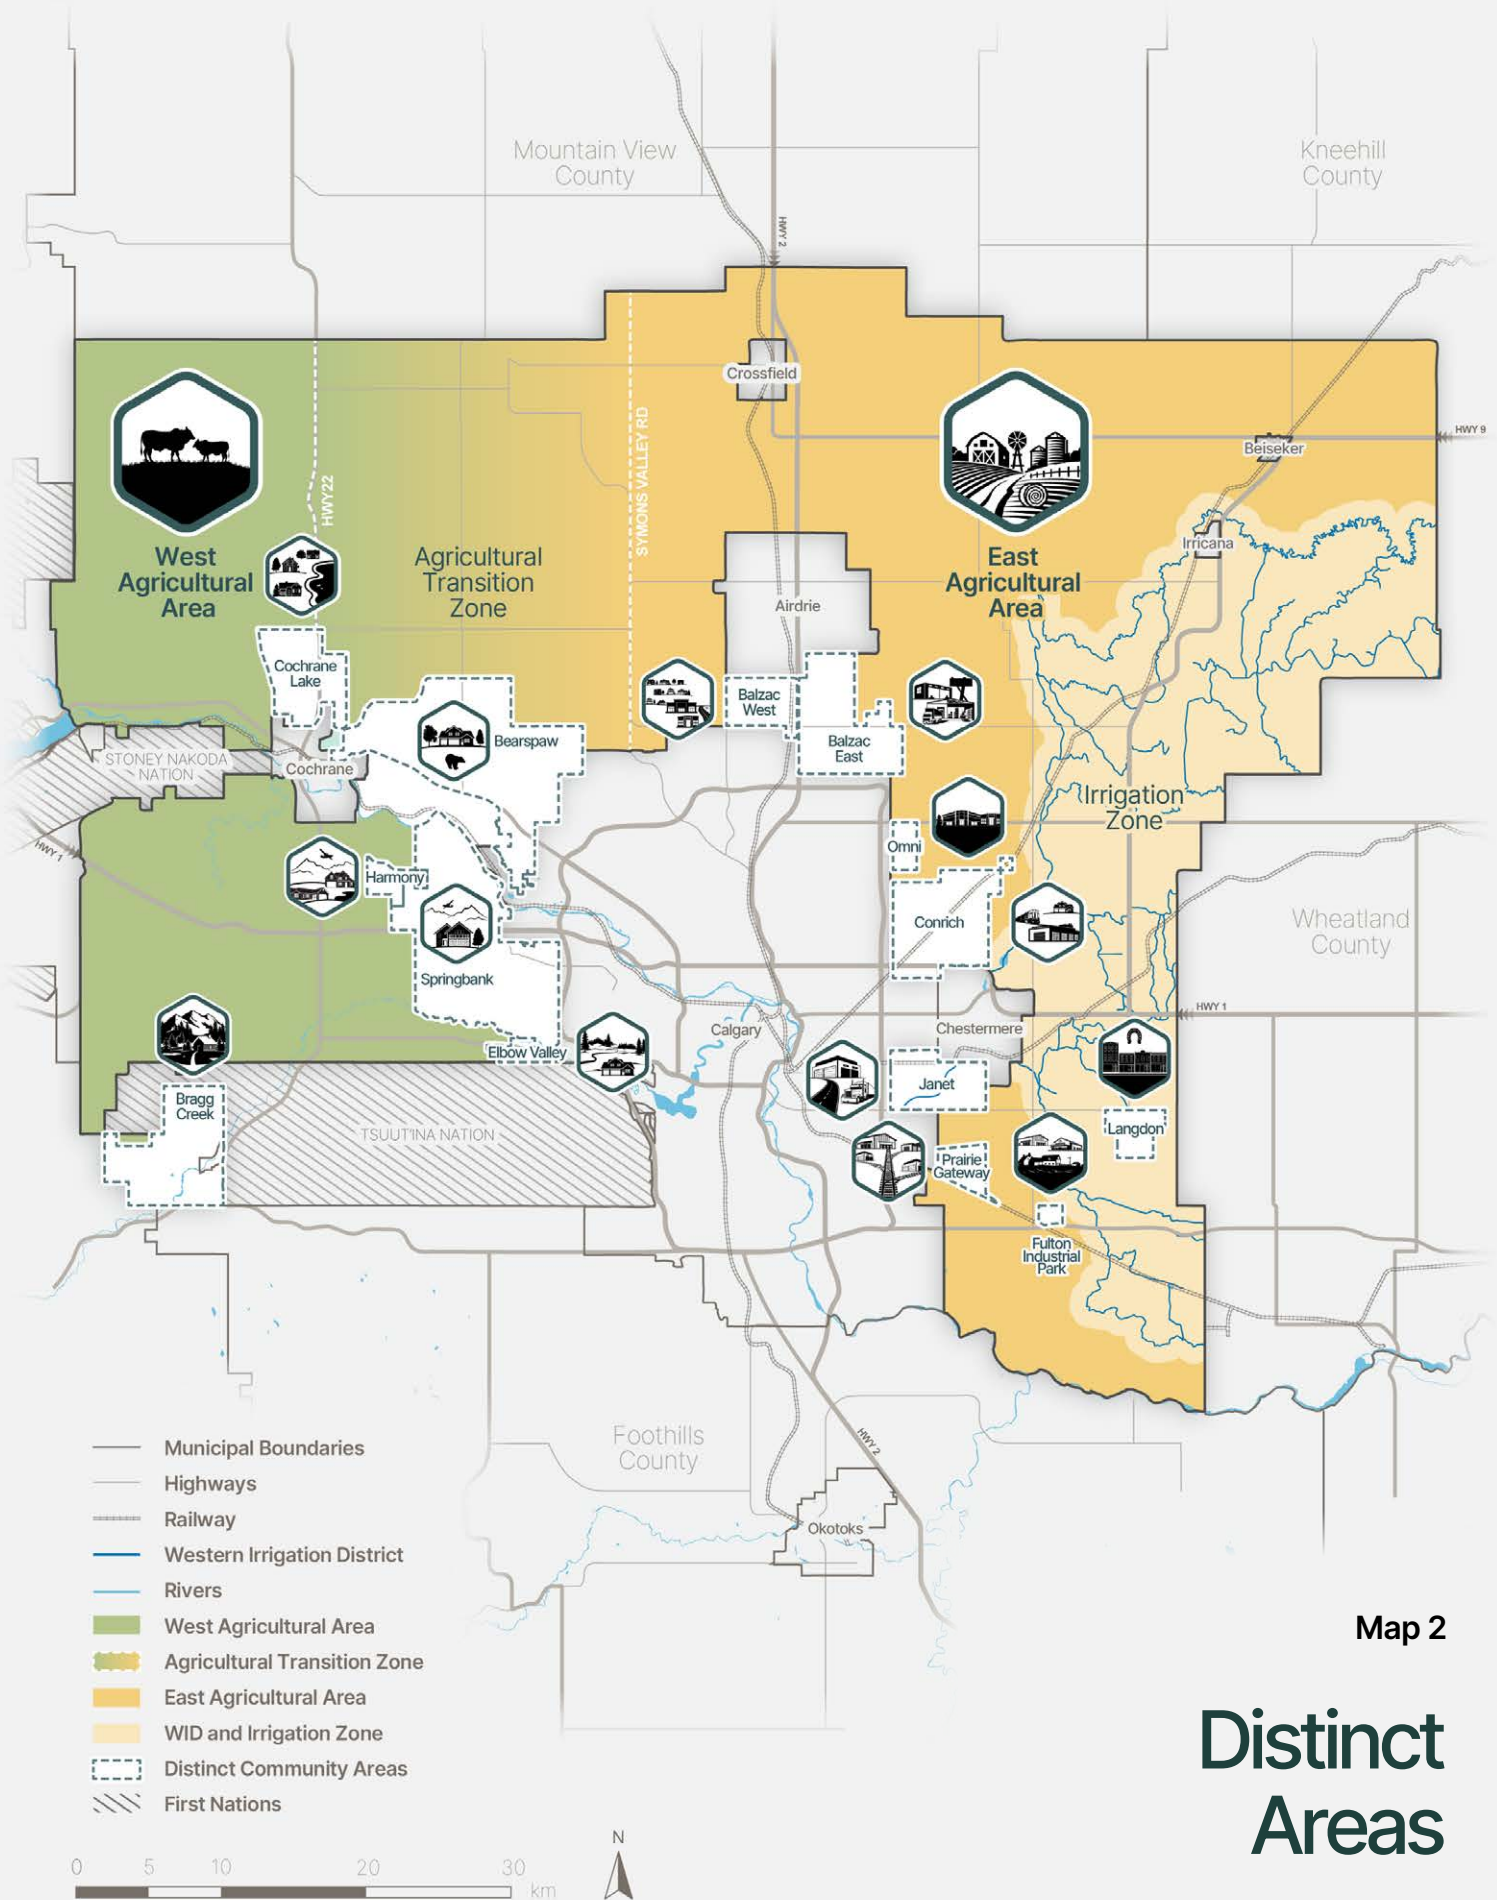 Mountain View
County
Kneehill
County
HWY 2
Crossfield
HWY 9
Beiseker
SYMONS VALLEY RD
HWY22
West
Agricultural
Area
Agricultural
Transition
Zone
East
Agricultural
Area
Irricana
Airdrie
Cochrane
Lake
Balzac
West
Balzac
East
Bearspaw
STONEY NAKODA
NATION
Cochrane
Irrigation
Zone
Omni
HWY 1
Harmony
Conrich
Wheatland
County
Springbank
HWY 1
Calgary
Chestermere
Elbow Valley
Janet
Bragg
Creek
TSUUT'INA NATION
Langdon
Prairie
Gateway
Fulton
Industrial
Park
Foothills
County
HWY 2
Okotoks
Municipal Boundaries
Highways
Railway
Western Irrigation District
Rivers
West Agricultural Area
Agricultural Transition Zone
East Agricultural Area
WID and Irrigation Zone
Distinct Community Areas
First Nations
Map 2
Distinct
Areas
N
0 5 10 20 30
km